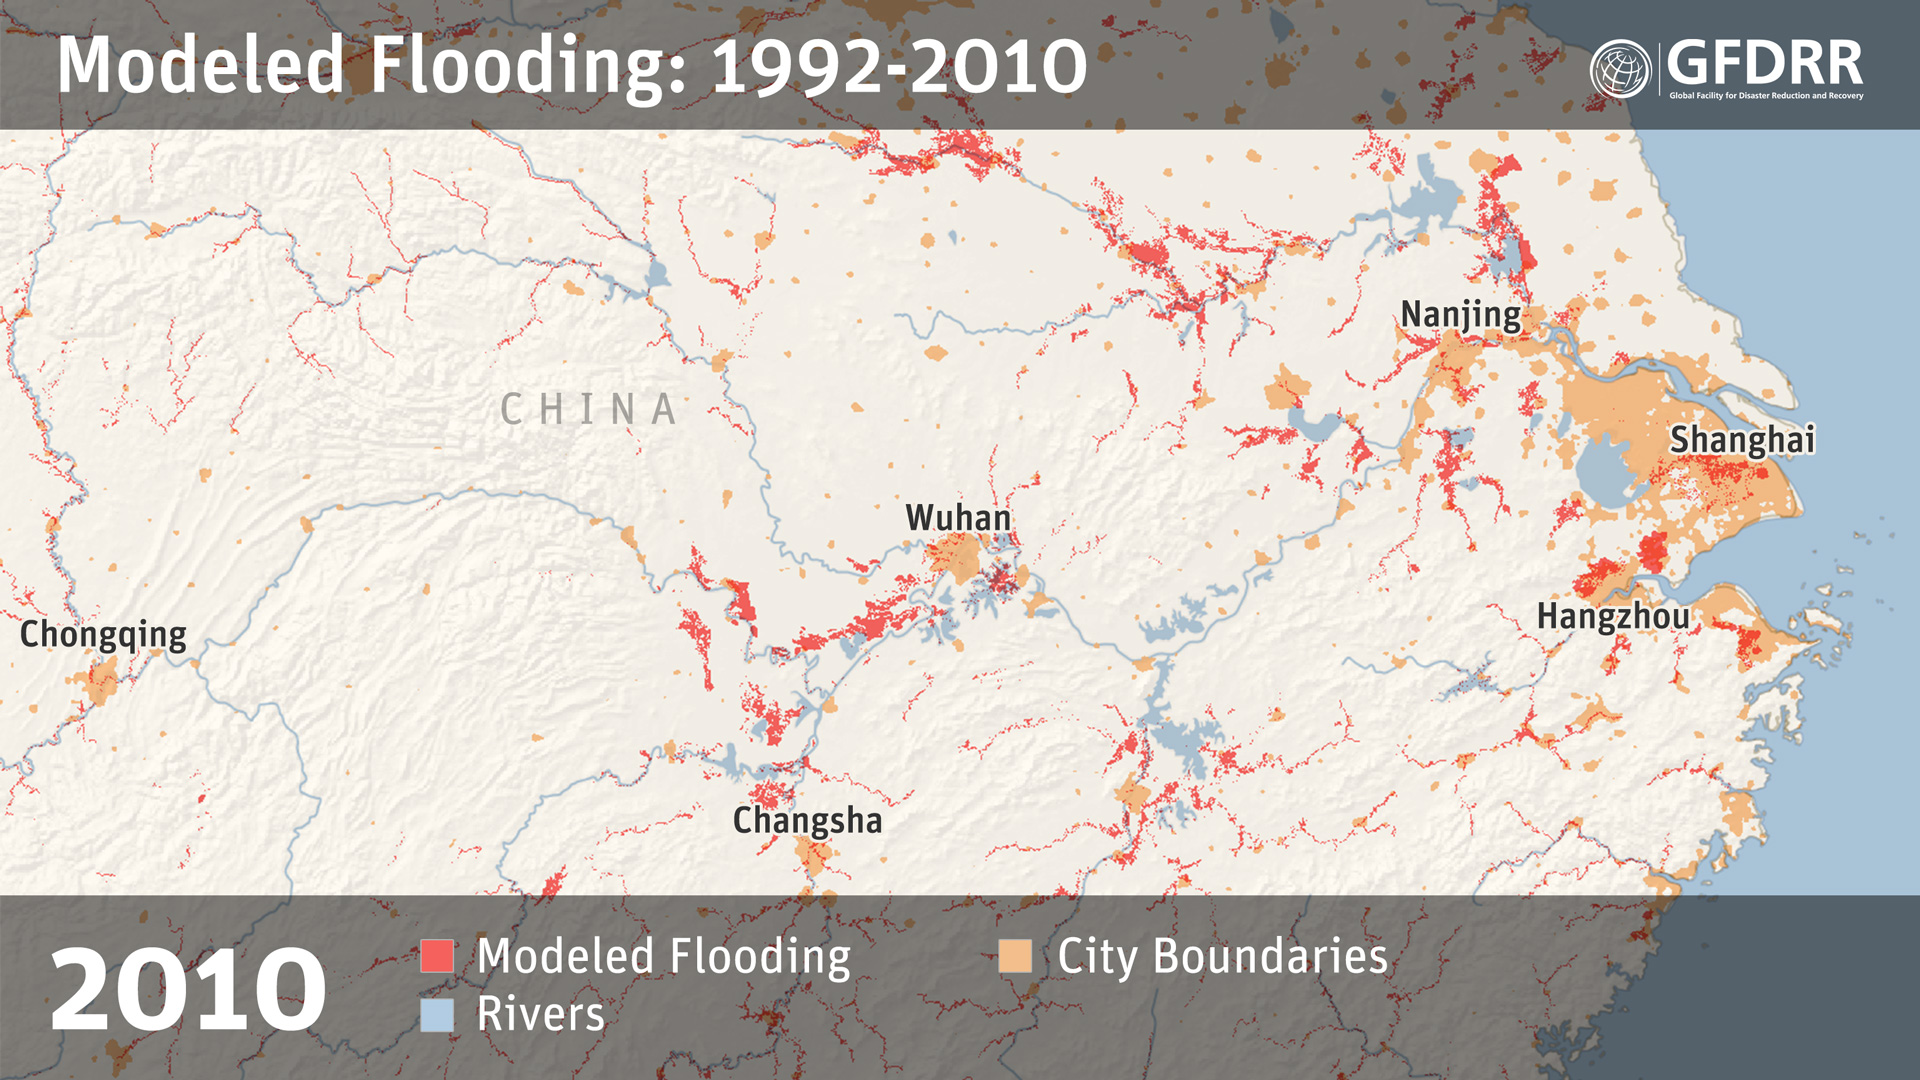 Modeled Flooding: 1992-2010
GFDRR
Global Facility for Disaster Reduction and Recovery
Nanjing
CHINA
Shanghai
Wuhan
Hangzhou
Chongqing
Changsha
2010
Modeled Flooding
City Boundaries
Rivers